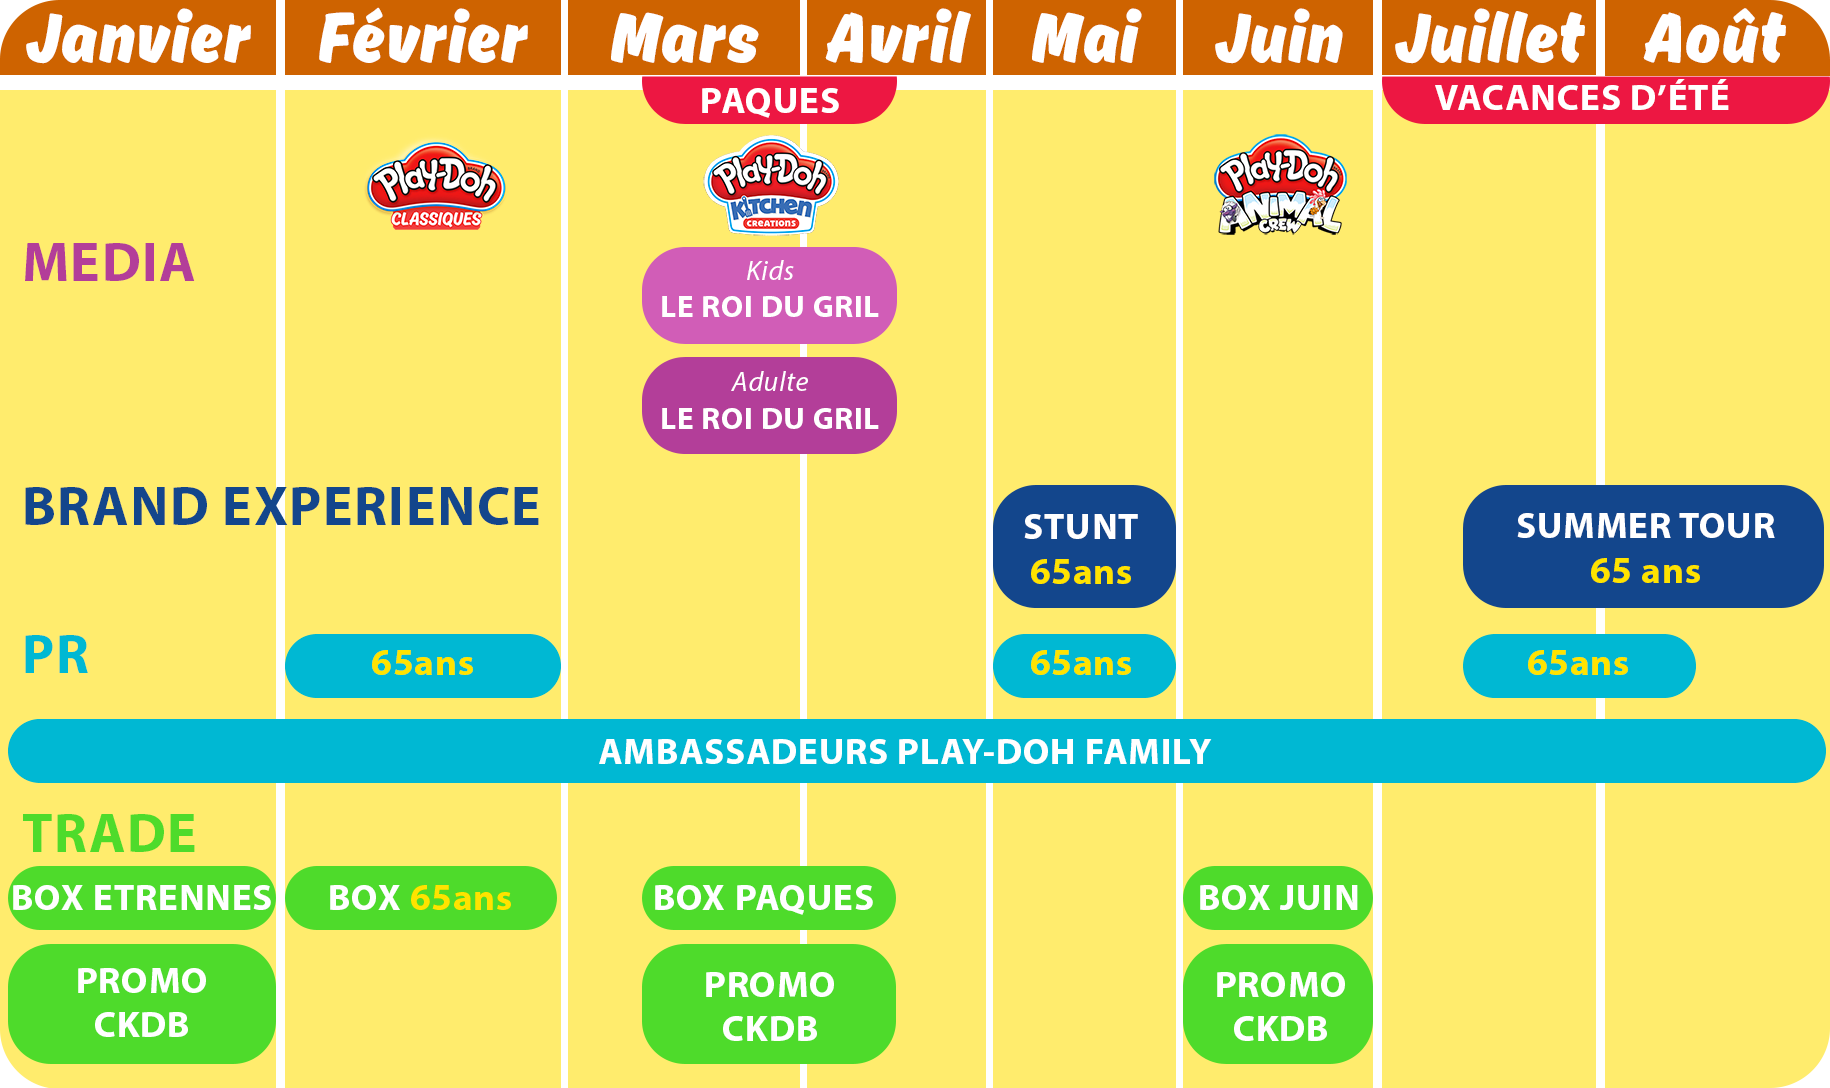 Janvier Février Mars Avril Mai Juin Juillet Août
PAQUES
VACANCES D'ÉTÉ
Play-Doh
CLASSIQUES
Play-Doh
KITCHEN
CREATIONS
Play-Doh
ANIMAL
CREW
MEDIA
Kids
LE ROI DU GRIL
Adulte
LE ROI DU GRIL
BRAND EXPERIENCE
STUNT
65ans
SUMMER TOUR
65 ans
PR
65ans
65ans
65ans
AMBASSADEURS PLAY-DOH FAMILY
TRADE
BOX ETRENNES
BOX 65ans
BOX PAQUES
BOX JUIN
PROMO
CKDB
PROMO
CKDB
PROMO
CKDB